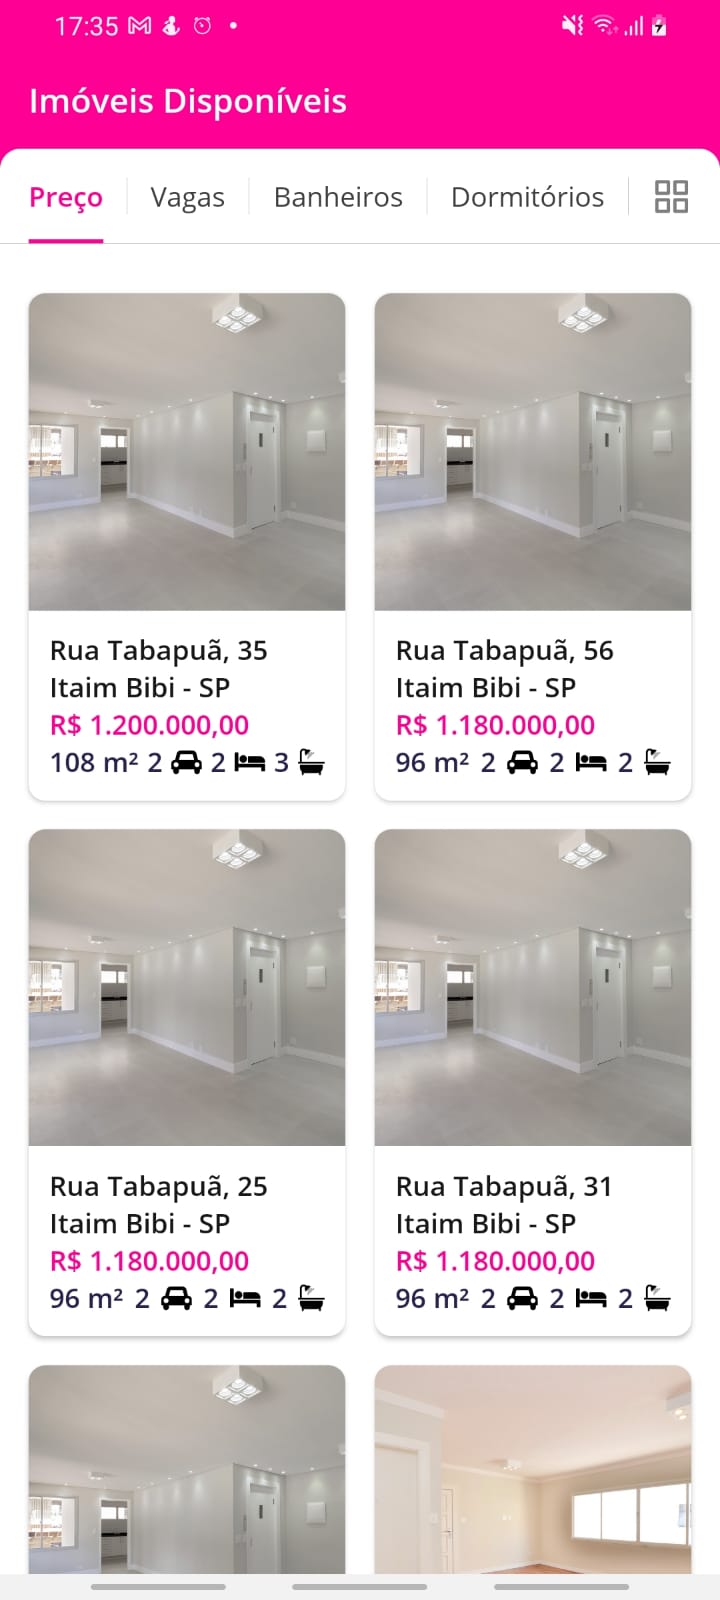 17:35
Imóveis Disponíveis
Preço Vagas Banheiros Dormitórios
Rua Tabapuã, 35
Itaim Bibi - SP
R$ 1.200.000,00
108 m² 2 2 3
Rua Tabapuã, 56
Itaim Bibi - SP
R$ 1.180.000,00
96 m² 2 2 2
Rua Tabapuã, 25
Itaim Bibi - SP
R$ 1.180.000,00
96 m² 2 2 2
Rua Tabapuã, 31
Itaim Bibi - SP
R$ 1.180.000,00
96 m² 2 2 2